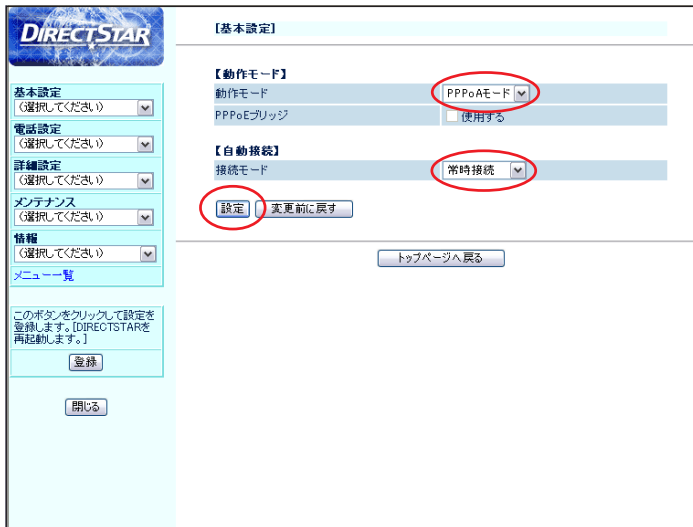 DIRECTSTAR
基本設定
(選択してください)
電話設定
(選択してください)
詳細設定
(選択してください)
メンテナンス
(選択してください)
情報
(選択してください)
メニュー一覧
このボタンをクリックして設定を
登録します。[DIRECTSTARを
再起動します。]
登録
閉じる
[基本設定]
【動作モード】
動作モード PPPoAモード
PPPoEブリッジ 使用する
【自動接続】
接続モード 常時接続
設定 変更前に戻す
トップページへ戻る